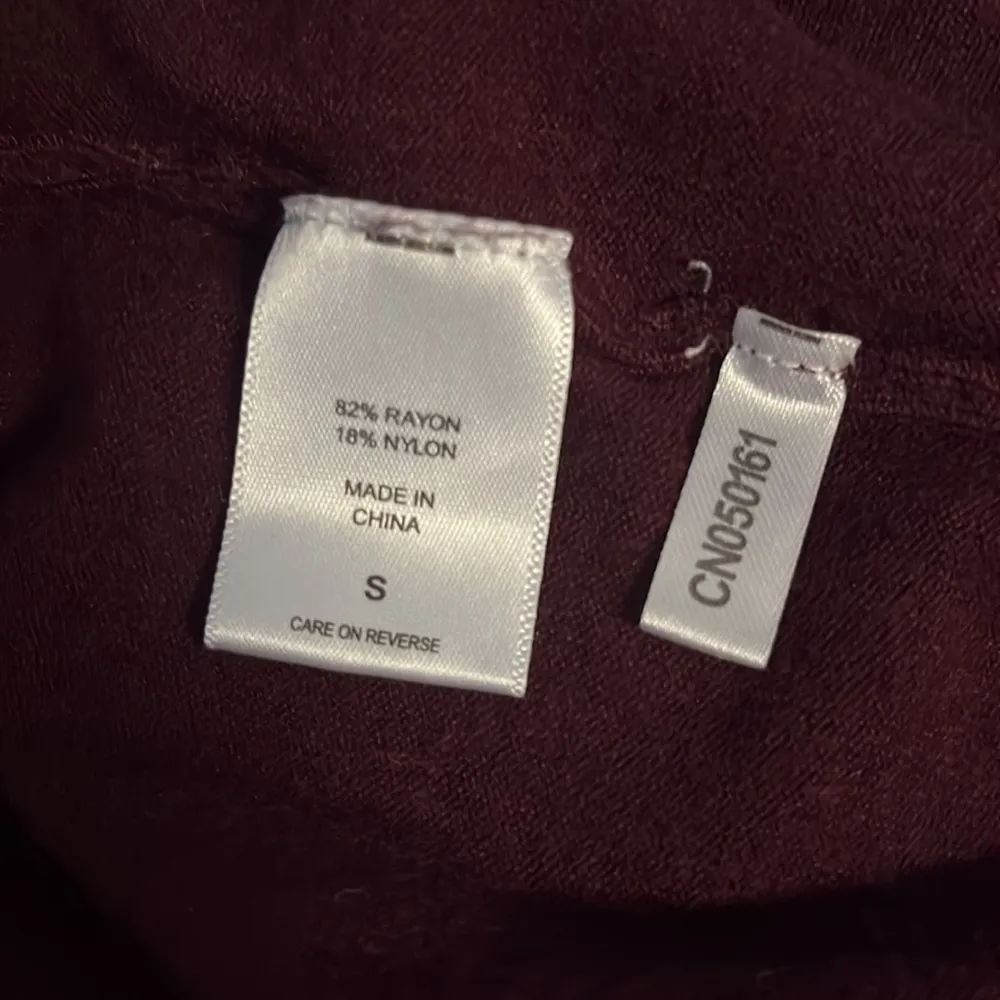 82% RAYON
18% NYLON
MADE IN
CHINA
S
CARE ON REVERSE
CN050161